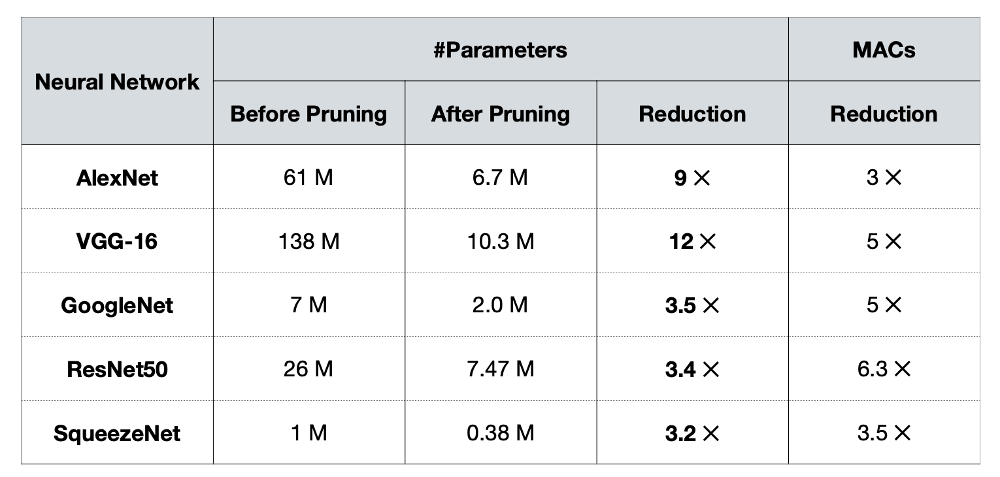 Neural Network #Parameters MACs
Before Pruning After Pruning Reduction Reduction
AlexNet 61 M 6.7 M 9 × 3 ×
VGG-16 138 M 10.3 M 12 × 5 ×
GoogleNet 7 M 2.0 M 3.5 × 5 ×
ResNet50 26 M 7.47 M 3.4 × 6.3 ×
SqueezeNet 1 M 0.38 M 3.2 × 3.5 ×